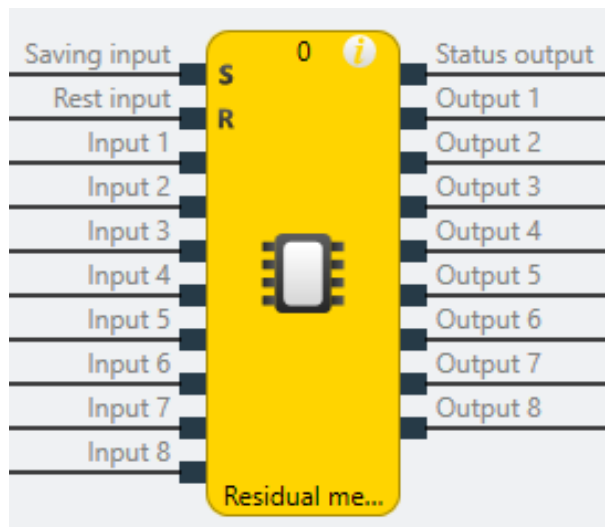 Saving input
Rest input
Input 1
Input 2
Input 3
Input 4
Input 5
Input 6
Input 7
Input 8
0 i
S
R
Residual me...
Status output
Output 1
Output 2
Output 3
Output 4
Output 5
Output 6
Output 7
Output 8